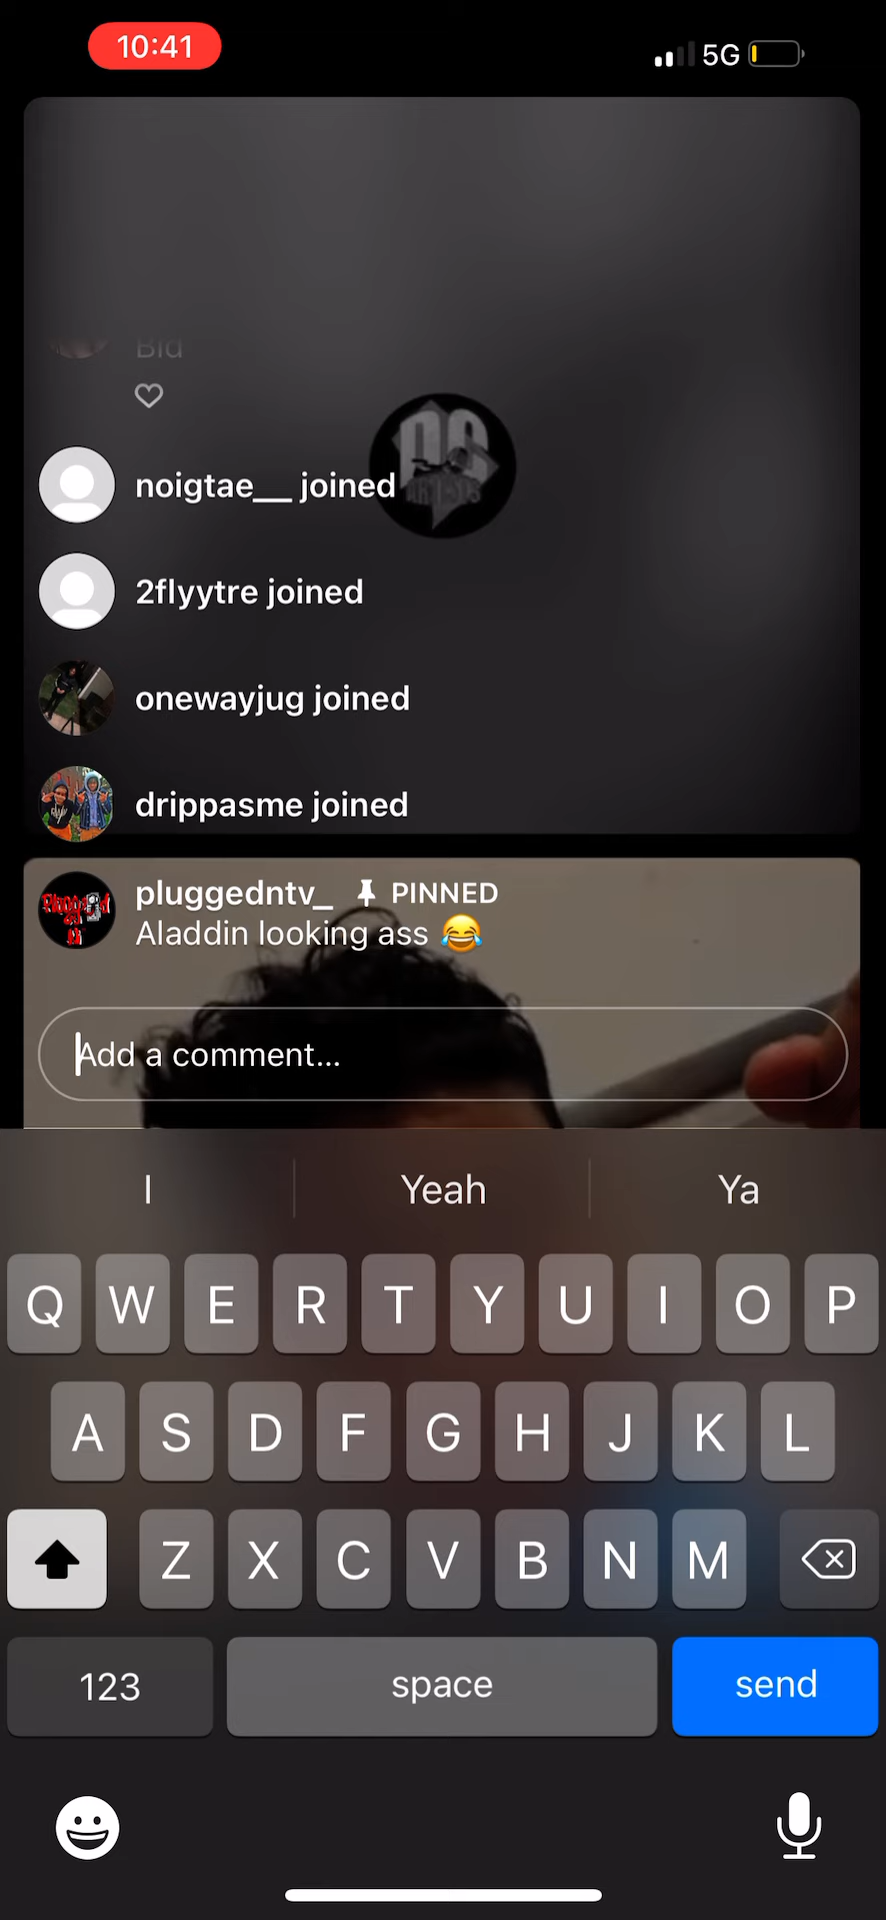 10:41
5G
Bid
noigtae__ joined
2flyytre joined
onewayjug joined
drippasme joined
pluggedntv_ PINNED
Aladdin looking ass 😂
Add a comment...
I Yeah Ya
Q W E R T Y U I O P
A S D F G H J K L
Z X C V B N M
123 space send